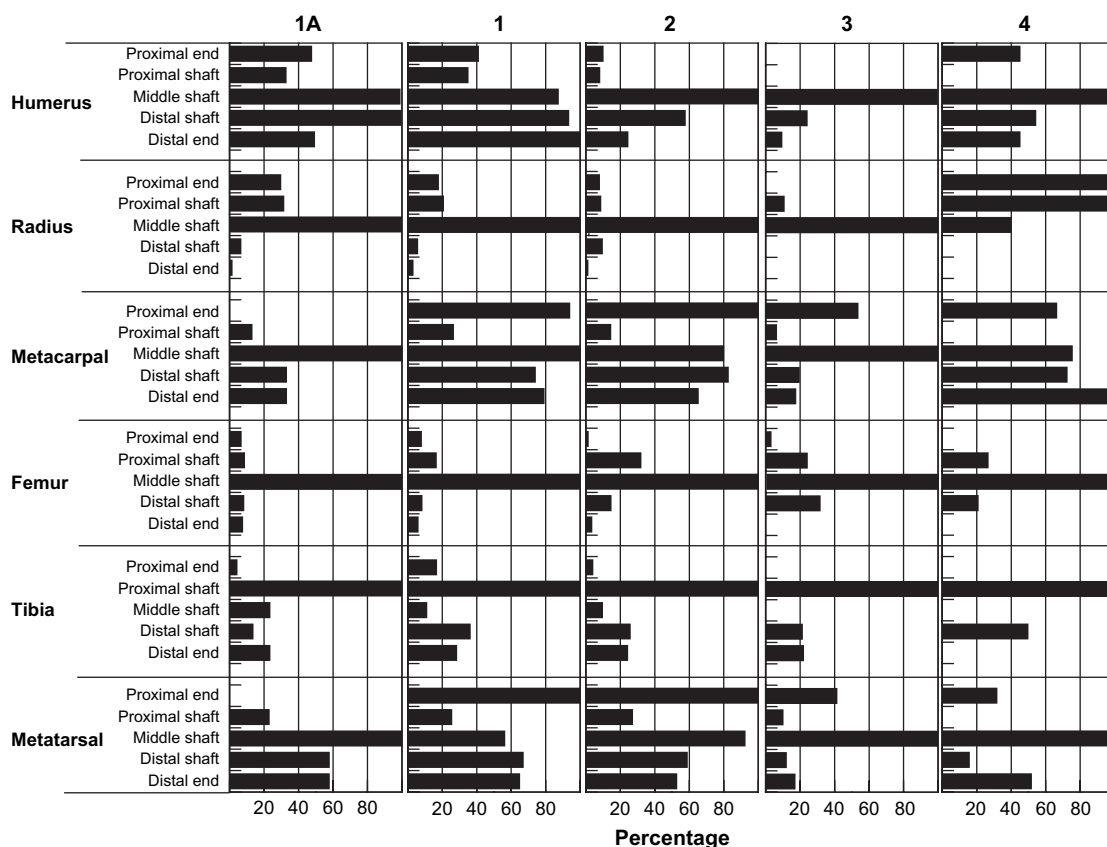 1A 1 2 3 4
Humerus
Proximal end
Proximal shaft
Middle shaft
Distal shaft
Distal end
Radius
Proximal end
Proximal shaft
Middle shaft
Distal shaft
Distal end
Metacarpal
Proximal end
Proximal shaft
Middle shaft
Distal shaft
Distal end
Femur
Proximal end
Proximal shaft
Middle shaft
Distal shaft
Distal end
Tibia
Proximal end
Proximal shaft
Middle shaft
Distal shaft
Distal end
Metatarsal
Proximal end
Proximal shaft
Middle shaft
Distal shaft
Distal end
20 40 60 80 20 40 60 80 20 40 60 80 20 40 60 80 20 40 60 80
Percentage